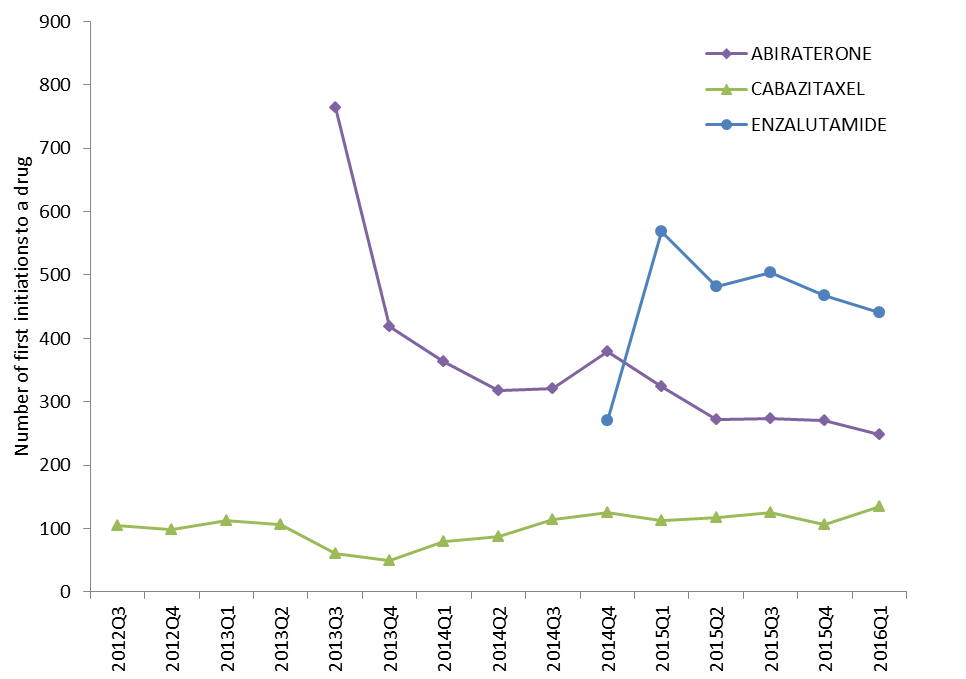 900
800
700
600
500
400
300
200
100
0
Number of first initiations to a drug
ABIRATERONE
CABAZITAXEL
ENZALUTAMIDE
2012Q3
2012Q4
2013Q1
2013Q2
2013Q3
2013Q4
2014Q1
2014Q2
2014Q3
2014Q4
2015Q1
2015Q2
2015Q3
2015Q4
2016Q1